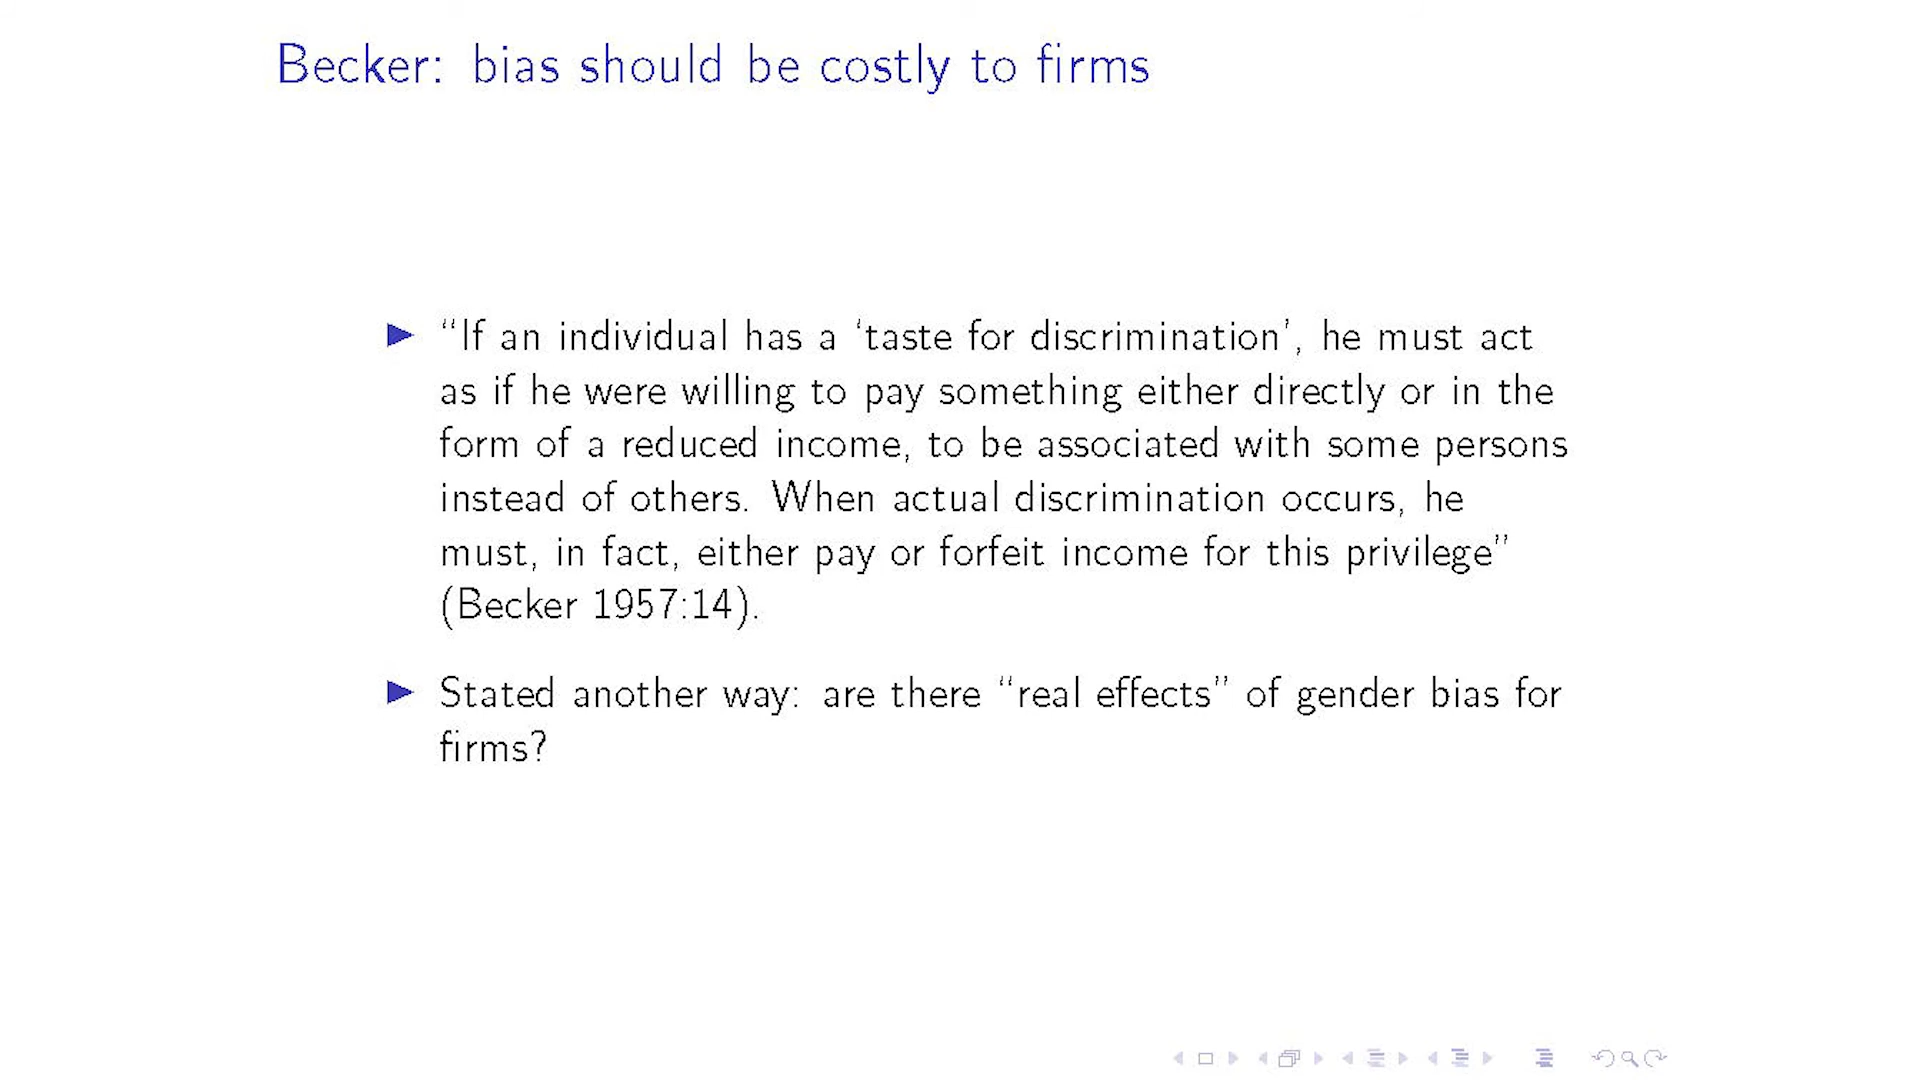 Becker: bias should be costly to firms
“If an individual has a ‘taste for discrimination’, he must act
as if he were willing to pay something either directly or in the
form of a reduced income, to be associated with some persons
instead of others. When actual discrimination occurs, he
must, in fact, either pay or forfeit income for this privilege”
(Becker 1957:14).
Stated another way: are there “real effects” of gender bias for
firms?